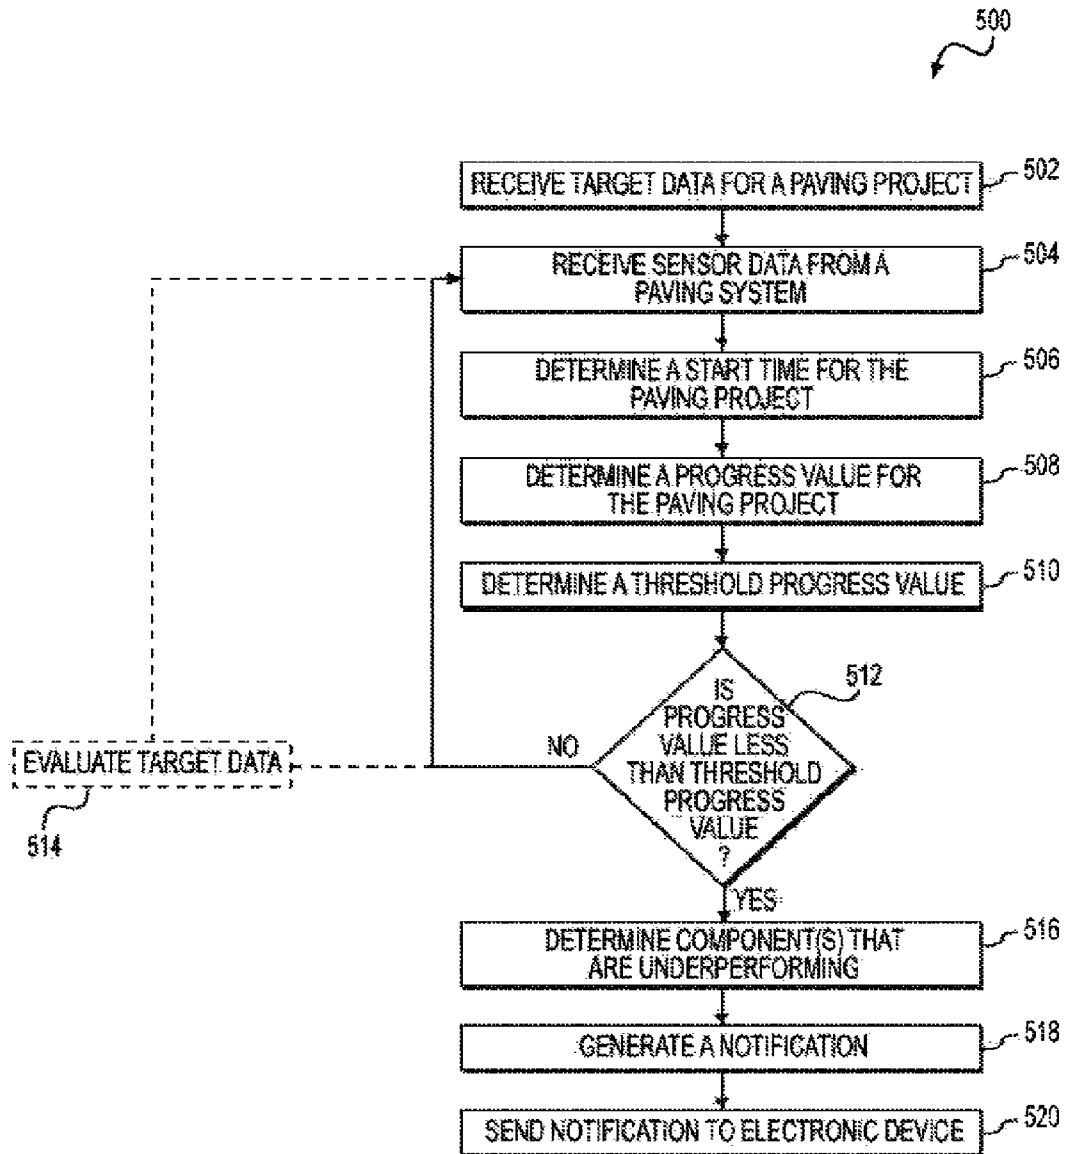 500
RECEIVE TARGET DATA FOR A PAVING PROJECT
502
RECEIVE SENSOR DATA FROM A
PAVING SYSTEM
504
DETERMINE A START TIME FOR THE
PAVING PROJECT
506
DETERMINE A PROGRESS VALUE FOR
THE PAVING PROJECT
508
DETERMINE A THRESHOLD PROGRESS VALUE
510
IS
PROGRESS
VALUE LESS
THAN THRESHOLD
PROGRESS
VALUE
?
512
NO
EVALUATE TARGET DATA
514
YES
DETERMINE COMPONENT(S) THAT
ARE UNDERPERFORMING
516
GENERATE A NOTIFICATION
518
SEND NOTIFICATION TO ELECTRONIC DEVICE
520